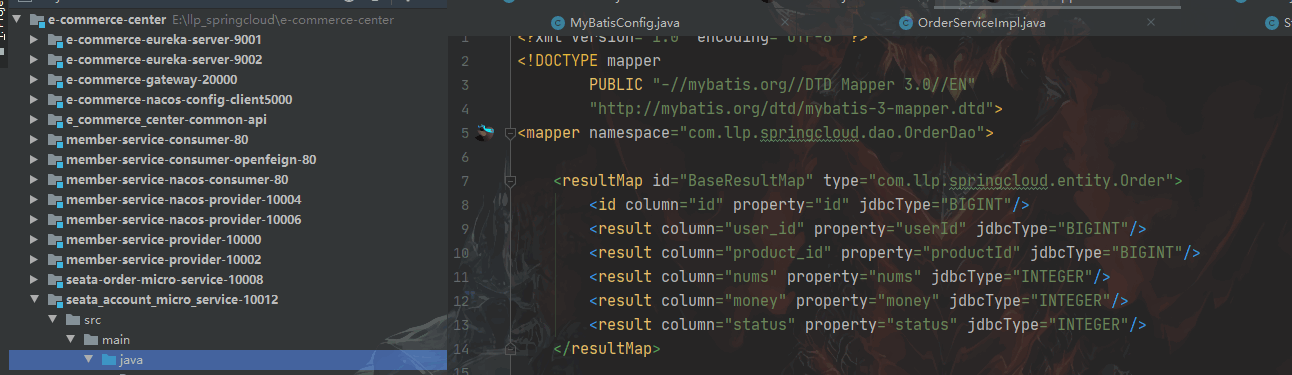 e-commerce-center E:\llp_springcloud\e-commerce-center
e-commerce-eureka-server-9001
e-commerce-eureka-server-9002
e-commerce-gateway-20000
e-commerce-nacos-config-client5000
e_commerce_center-common-api
member-service-consumer-80
member-service-consumer-openfeign-80
member-service-nacos-consumer-80
member-service-nacos-provider-10004
member-service-nacos-provider-10006
member-service-provider-10000
member-service-provider-10002
seata-order-micro-service-10008
seata_account_micro_service-10012
src
main
java
MyBatisConfig.java
OrderServiceImpl.java
1 <?xml version="1.0" encoding="UTF-8" ?>
2 <!DOCTYPE mapper
3 PUBLIC "-//mybatis.org//DTD Mapper 3.0//EN"
4 "http://mybatis.org/dtd/mybatis-3-mapper.dtd">
5 <mapper namespace="com.llp.springcloud.dao.OrderDao">
6
7 <resultMap id="BaseResultMap" type="com.llp.springcloud.entity.Order">
8 <id column="id" property="id" jdbcType="BIGINT"/>
9 <result column="user_id" property="userId" jdbcType="BIGINT"/>
10 <result column="product_id" property="productId" jdbcType="BIGINT"/>
11 <result column="nums" property="nums" jdbcType="INTEGER"/>
12 <result column="money" property="money" jdbcType="INTEGER"/>
13 <result column="status" property="status" jdbcType="INTEGER"/>
14 </resultMap>